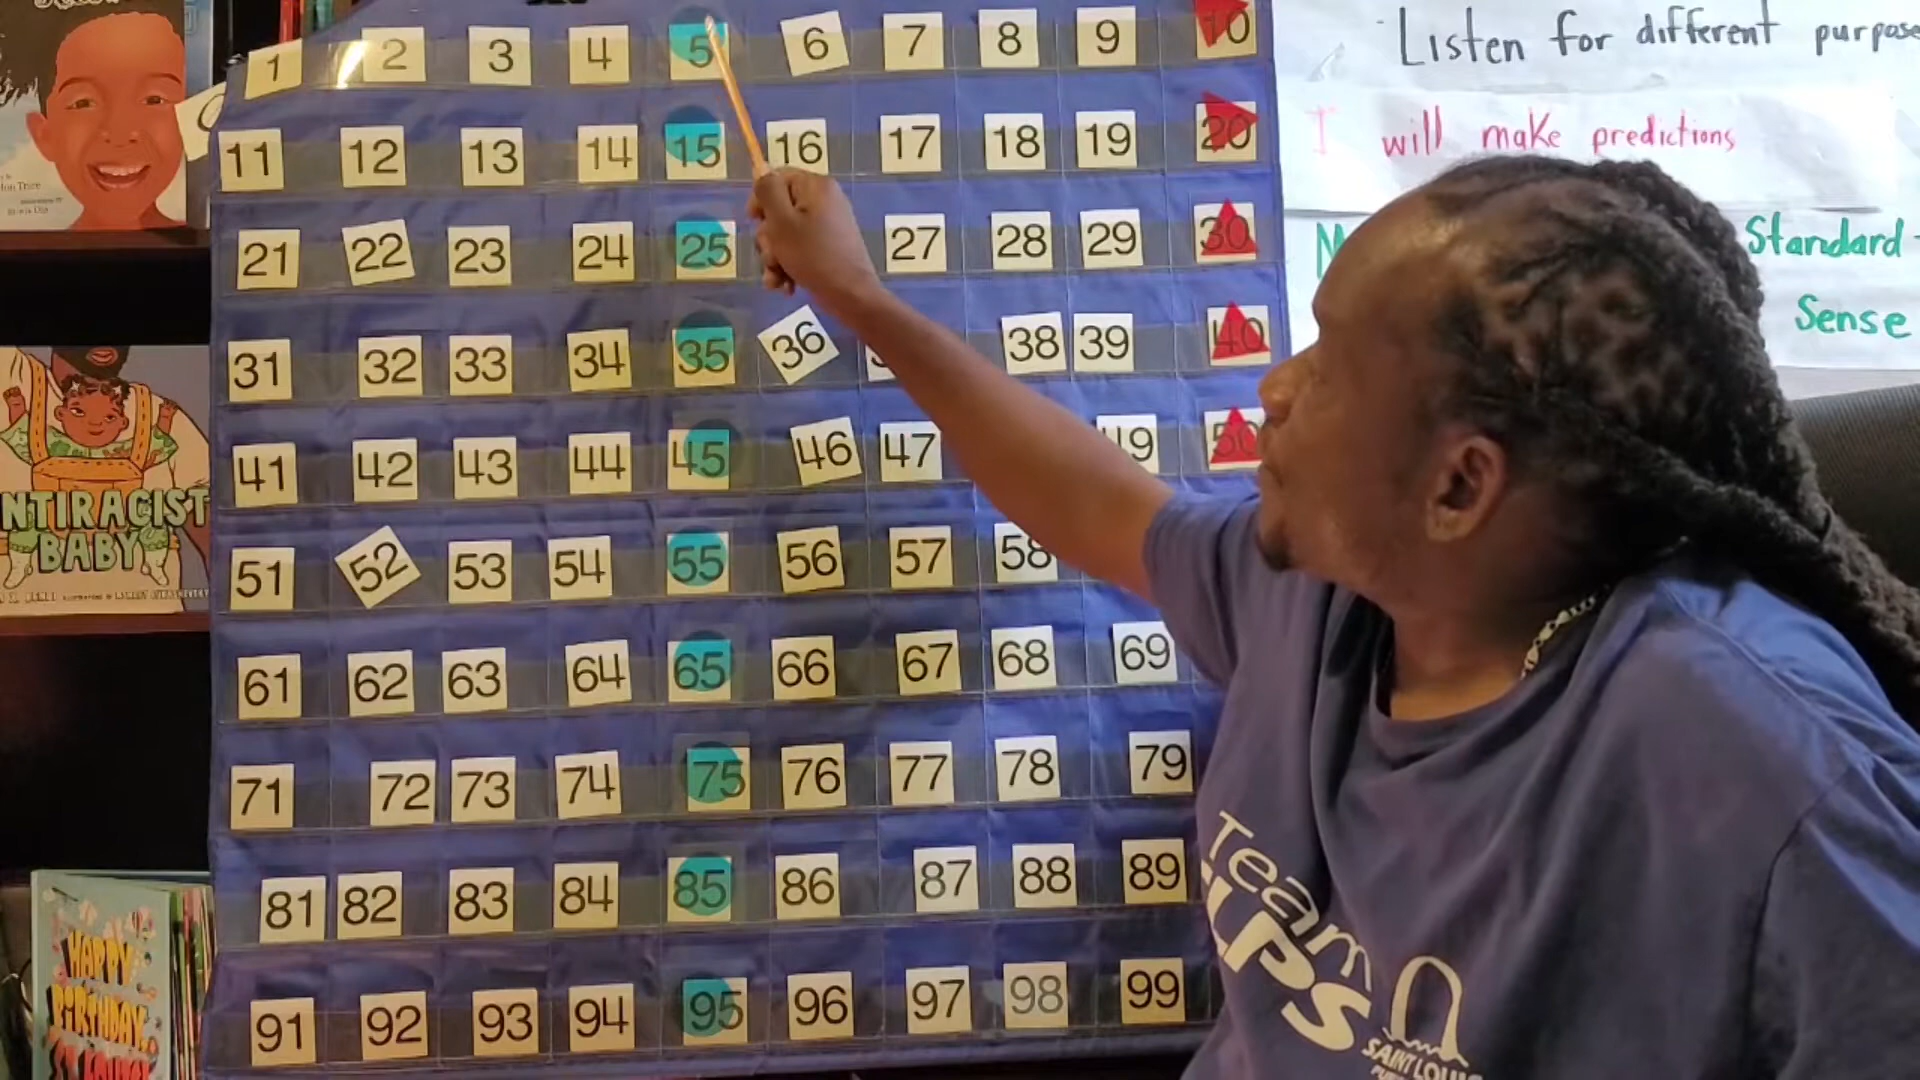 1 2 3 4 5 6 7 8 9 10
11 12 13 14 15 16 17 18 19 20
21 22 23 24 25 27 28 29 30
31 32 33 34 35 36 38 39 40
41 42 43 44 45 46 47 49 50
51 52 53 54 55 56 57 58
61 62 63 64 65 66 67 68 69
71 72 73 74 75 76 77 78 79
81 82 83 84 85 86 87 88 89
91 92 93 94 95 96 97 98 99
Listen for different purpose
I will make predictions
Standard
Sense
NTIRACIST
BABY
HAPPY
BIRTHDAY,
Team
SLPS
SAINT LOUIS